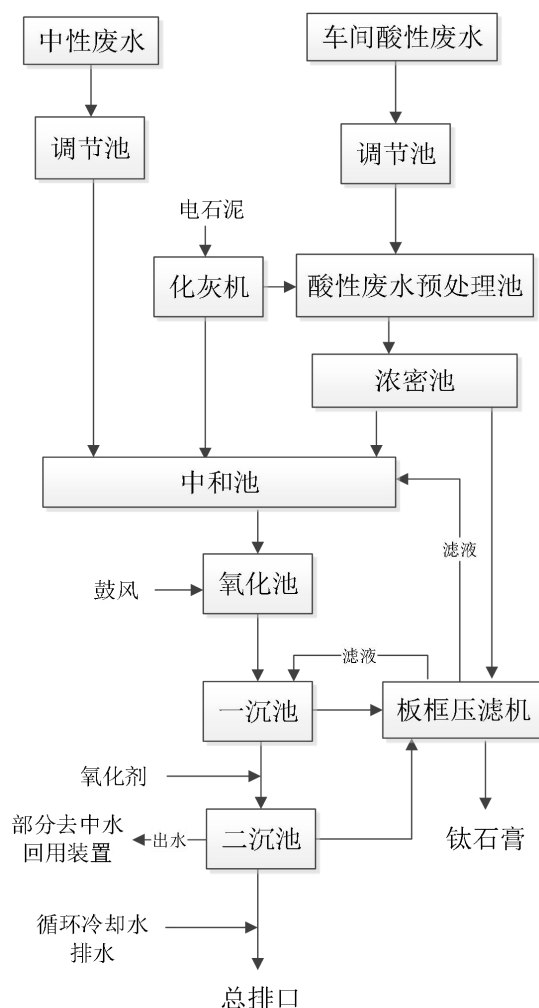 中性废水
车间酸性废水
调节池
调节池
电石泥
化灰机
酸性废水预处理池
浓密池
中和池
滤液
鼓风
氧化池
滤液
一沉池
板框压滤机
氧化剂
部分去中水
回用装置
出水
二沉池
钛石膏
循环冷却水
排水
总排口